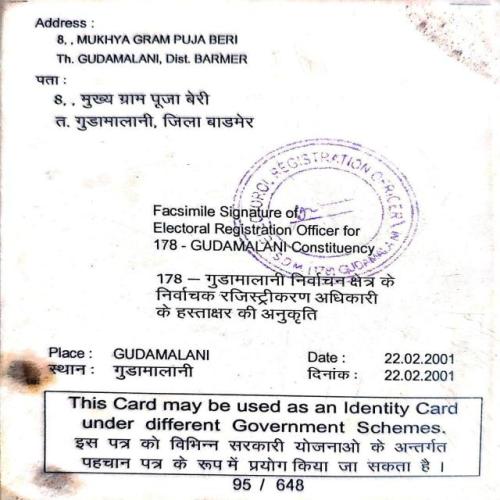 Address :
8, , MUKHYA GRAM PUJA BERI
Th. GUDAMALANI, Dist. BARMER
पता :
8, , मुख्य ग्राम पूजा बेरी
त. गुडामालानी, जिला बाडमेर
REGISTRATION OFFICER
S.D.M. (178) GUDAMALANI
Facsimile Signature of
Electoral Registration Officer for
178 - GUDAMALANI Constituency
178 – गुडामालानी निर्वाचन क्षेत्र के
निर्वाचक रजिस्ट्रीकरण अधिकारी
के हस्ताक्षर की अनुकृति
Place : GUDAMALANI Date : 22.02.2001
स्थान : गुडामालानी दिनांक : 22.02.2001
This Card may be used as an Identity Card
under different Government Schemes.
इस पत्र को विभिन्न सरकारी योजनाओ के अन्तर्गत
पहचान पत्र के रूप में प्रयोग किया जा सकता है ।
95 / 648